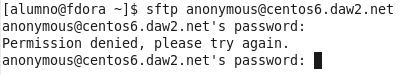 [alumno@fdora ~]$ sftp anonymous@centos6.daw2.net
anonymous@centos6.daw2.net's password:
Permission denied, please try again.
anonymous@centos6.daw2.net's password: